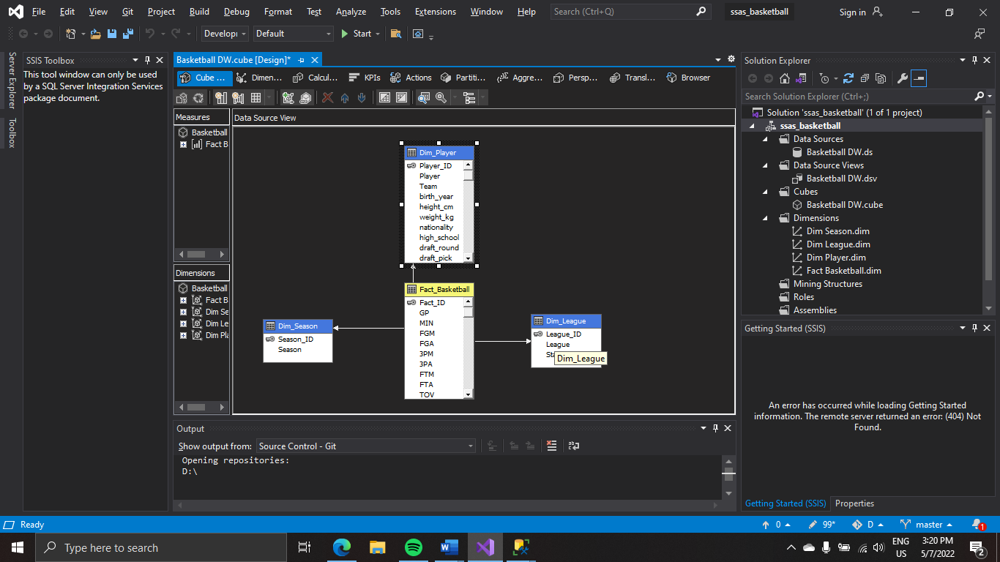 File Edit View Git Project Build Debug Format Test Analyze Tools Extensions Window Help Search (Ctrl+Q) ssas_basketball Sign in
Developi Default Start
Server Explorer
Toolbox
SSIS Toolbox
This tool window can only be used
by a SQL Server Integration Services
package document.
Basketball DW.cube [Design]*
Cube ... Dimen... Calcul... KPIs Actions Partiti... Aggre... Persp... Transl... Browser
Measures
Basketball
Fact B
Dimensions
Basketball
Fact B
Dim Se
Dim Le
Dim Pla
Data Source View
Dim_Player
Player_ID
Player
Team
birth_year
height_cm
weight_kg
nationality
high_school
draft_round
draft_pick
Fact_Basketball
Fact_ID
GP
MIN
FGM
FGA
3PM
3PA
FTM
FTA
TOV
Dim_Season
Season_ID
Season
Dim_League
League_ID
League
Dim_League
Output
Show output from: Source Control - Git
Opening repositories:
D:\
Solution Explorer
Search Solution Explorer (Ctrl+;)
Solution 'ssas_basketball' (1 of 1 project)
ssas_basketball
Data Sources
Basketball DW.ds
Data Source Views
Basketball DW.dsv
Cubes
Basketball DW.cube
Dimensions
Dim Season.dim
Dim League.dim
Dim Player.dim
Fact Basketball.dim
Mining Structures
Roles
Assemblies
Getting Started (SSIS)
An error has occurred while loading Getting Started
information. The remote server returned an error: (404) Not
Found.
Getting Started (SSIS) Properties
Ready 0 99* D master 1
Type here to search
ENG
US
3:20 PM
5/7/2022
2